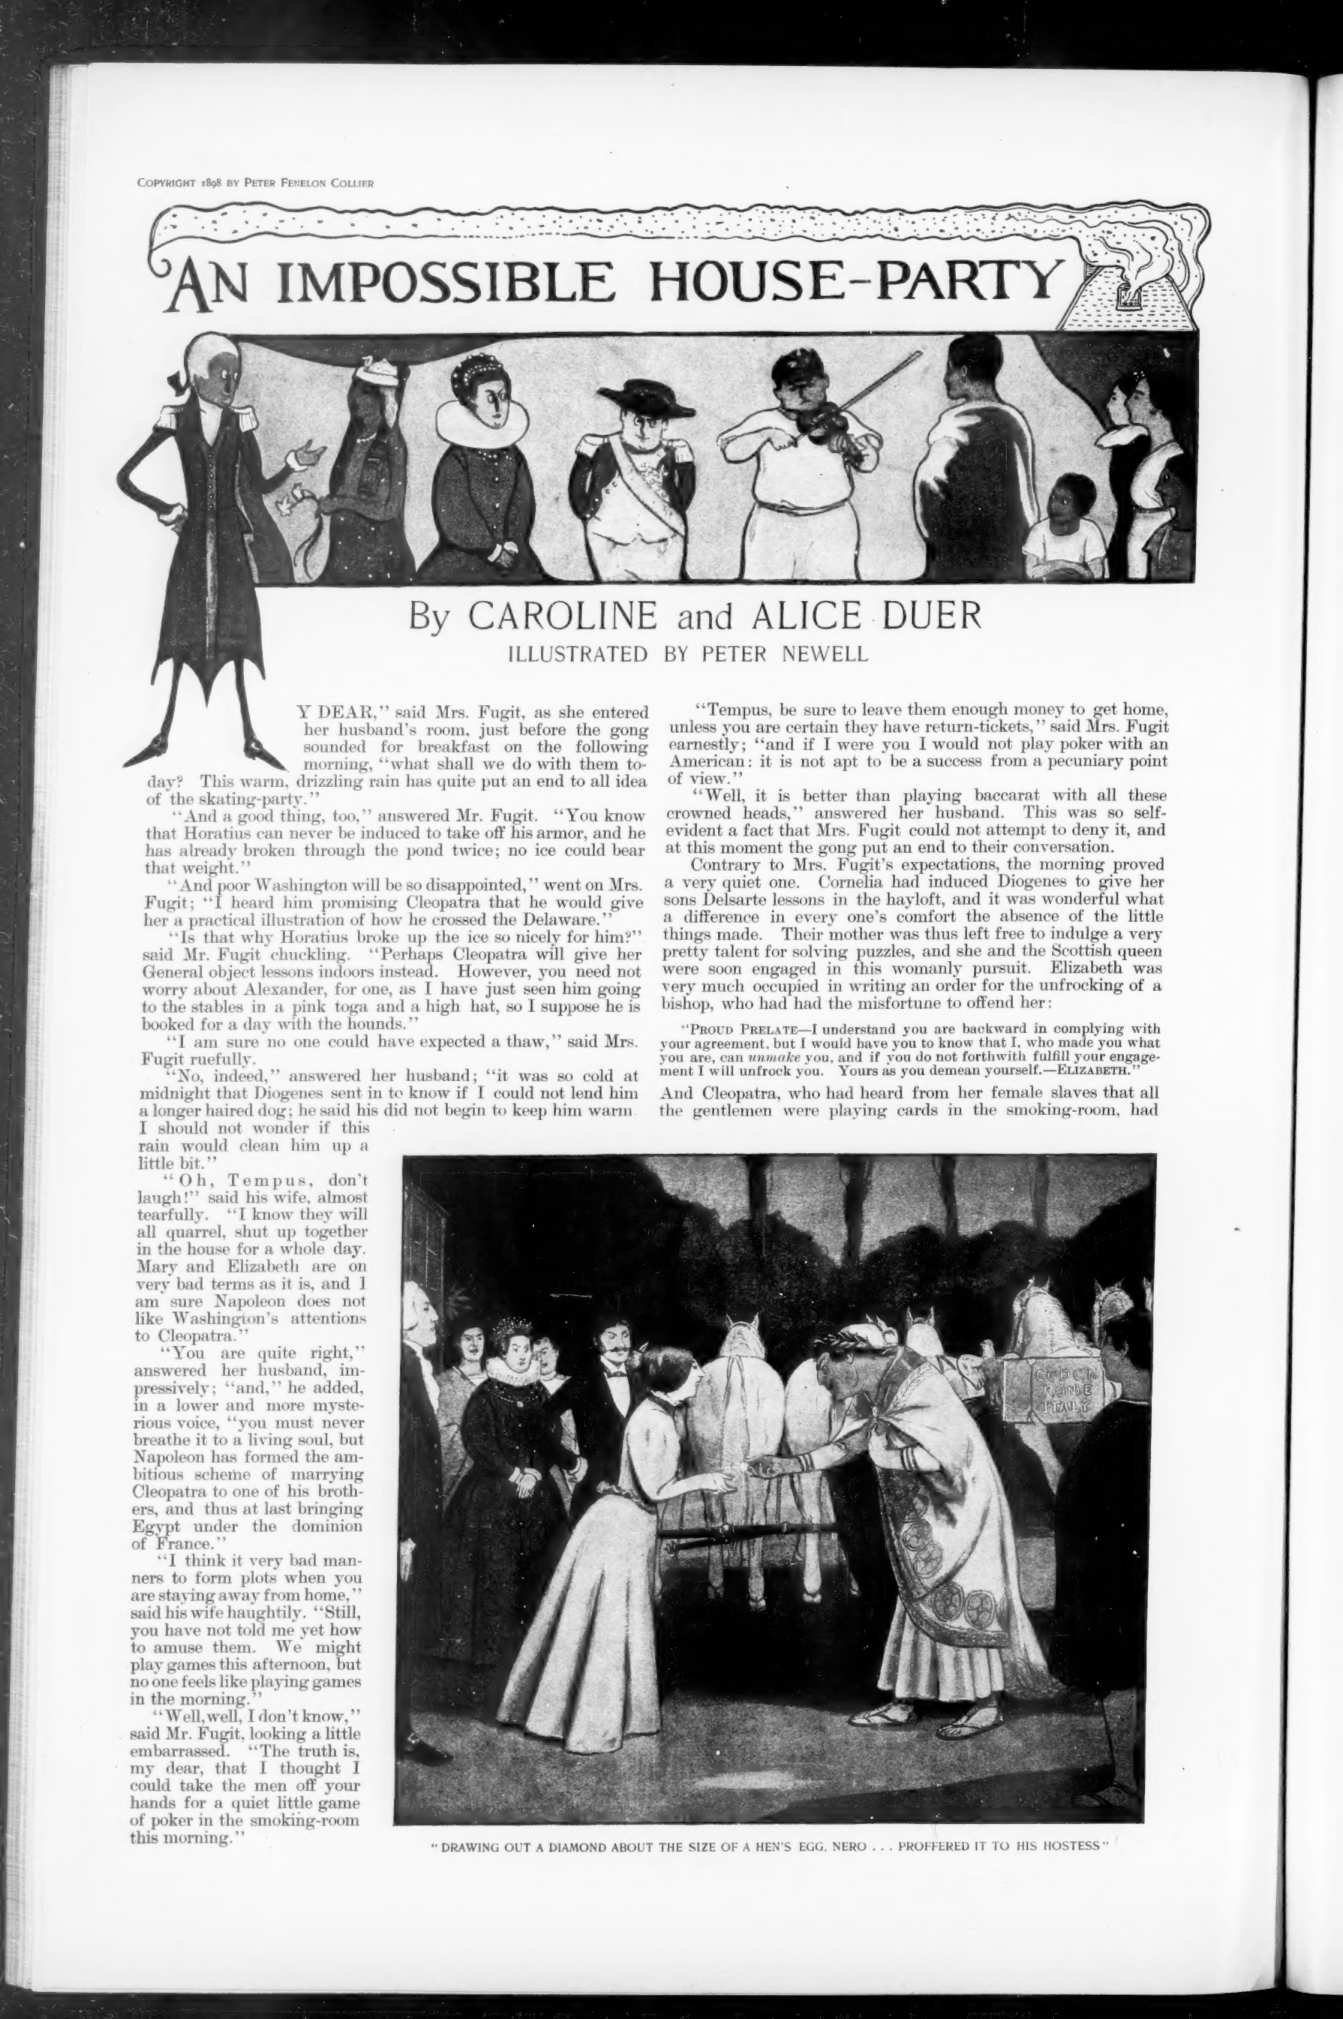 COPYRIGHT 1898 BY PETER FENELON COLLIER
AN IMPOSSIBLE HOUSE-PARTY
By CAROLINE and ALICE DUER
ILLUSTRATED BY PETER NEWELL
Y DEAR," said Mrs. Fugit, as she entered
her husband's room, just before the gong
sounded for breakfast on the following
morning, "what shall we do with them to-
day? This warm, drizzling rain has quite put an end to all idea
of the skating-party."
"And a good thing, too," answered Mr. Fugit. "You know
that Horatius can never be induced to take off his armor, and he
has already broken through the pond twice; no ice could bear
that weight."
"And poor Washington will be so disappointed," went on Mrs.
Fugit; "I heard him promising Cleopatra that he would give
her a practical illustration of how he crossed the Delaware."
"Is that why Horatius broke up the ice so nicely for him?"
said Mr. Fugit chuckling. "Perhaps Cleopatra will give her
General object lessons indoors instead. However, you need not
worry about Alexander, for one, as I have just seen him going
to the stables in a pink toga and a high hat, so I suppose he is
booked for a day with the hounds."
"I am sure no one could have expected a thaw," said Mrs.
Fugit ruefully.
"No, indeed," answered her husband; "it was so cold at
midnight that Diogenes sent in to know if I could not lend him
a longer haired dog; he said his did not begin to keep him warm
I should not wonder if this
rain would clean him up a
little bit."
"Oh, Tempus, don't
laugh!" said his wife, almost
tearfully. "I know they will
all quarrel, shut up together
in the house for a whole day.
Mary and Elizabeth are on
very bad terms as it is, and I
am sure Napoleon does not
like Washington's attentions
to Cleopatra."
"You are quite right,"
answered her husband, im-
pressively; "and," he added,
in a lower and more myste-
rious voice, "you must never
breathe it to a living soul, but
Napoleon has formed the am-
bitious scheme of marrying
Cleopatra to one of his broth-
ers, and thus at last bringing
Egypt under the dominion
of France."
"I think it very bad man-
ners to form plots when you
are staying away from home,"
said his wife haughtily. "Still,
you have not told me yet how
to amuse them. We might
play games this afternoon, but
no one feels like playing games
in the morning."
"Well, well, I don't know,"
said Mr. Fugit, looking a little
embarrassed. "The truth is,
my dear, that I thought I
could take the men off your
hands for a quiet little game
of poker in the smoking-room
this morning."
"Tempus, be sure to leave them enough money to get home,
unless you are certain they have return-tickets," said Mrs. Fugit
earnestly; "and if I were you I would not play poker with an
American: it is not apt to be a success from a pecuniary point
of view."
"Well, it is better than playing baccarat with all these
crowned heads," answered her husband. This was so self-
evident a fact that Mrs. Fugit could not attempt to deny it, and
at this moment the gong put an end to their conversation.
Contrary to Mrs. Fugit's expectations, the morning proved
a very quiet one. Cornelia had induced Diogenes to give her
sons Delsarte lessons in the hayloft, and it was wonderful what
a difference in every one's comfort the absence of the little
things made. Their mother was thus left free to indulge a very
pretty talent for solving puzzles, and she and the Scottish queen
were soon engaged in this womanly pursuit. Elizabeth was
very much occupied in writing an order for the unfrocking of a
bishop, who had had the misfortune to offend her:
"PROUD PRELATE—I understand you are backward in complying with
your agreement, but I would have you to know that I, who made you what
you are, can unmake you, and if you do not forthwith fulfill your engage-
ment I will unfrock you. Yours as you demean yourself.—ELIZABETH."
And Cleopatra, who had heard from her female slaves that all
the gentlemen were playing cards in the smoking-room, had
ITALY
"DRAWING OUT A DIAMOND ABOUT THE SIZE OF A HEN'S EGG, NERO . . . PROFFERED IT TO HIS HOSTESS"